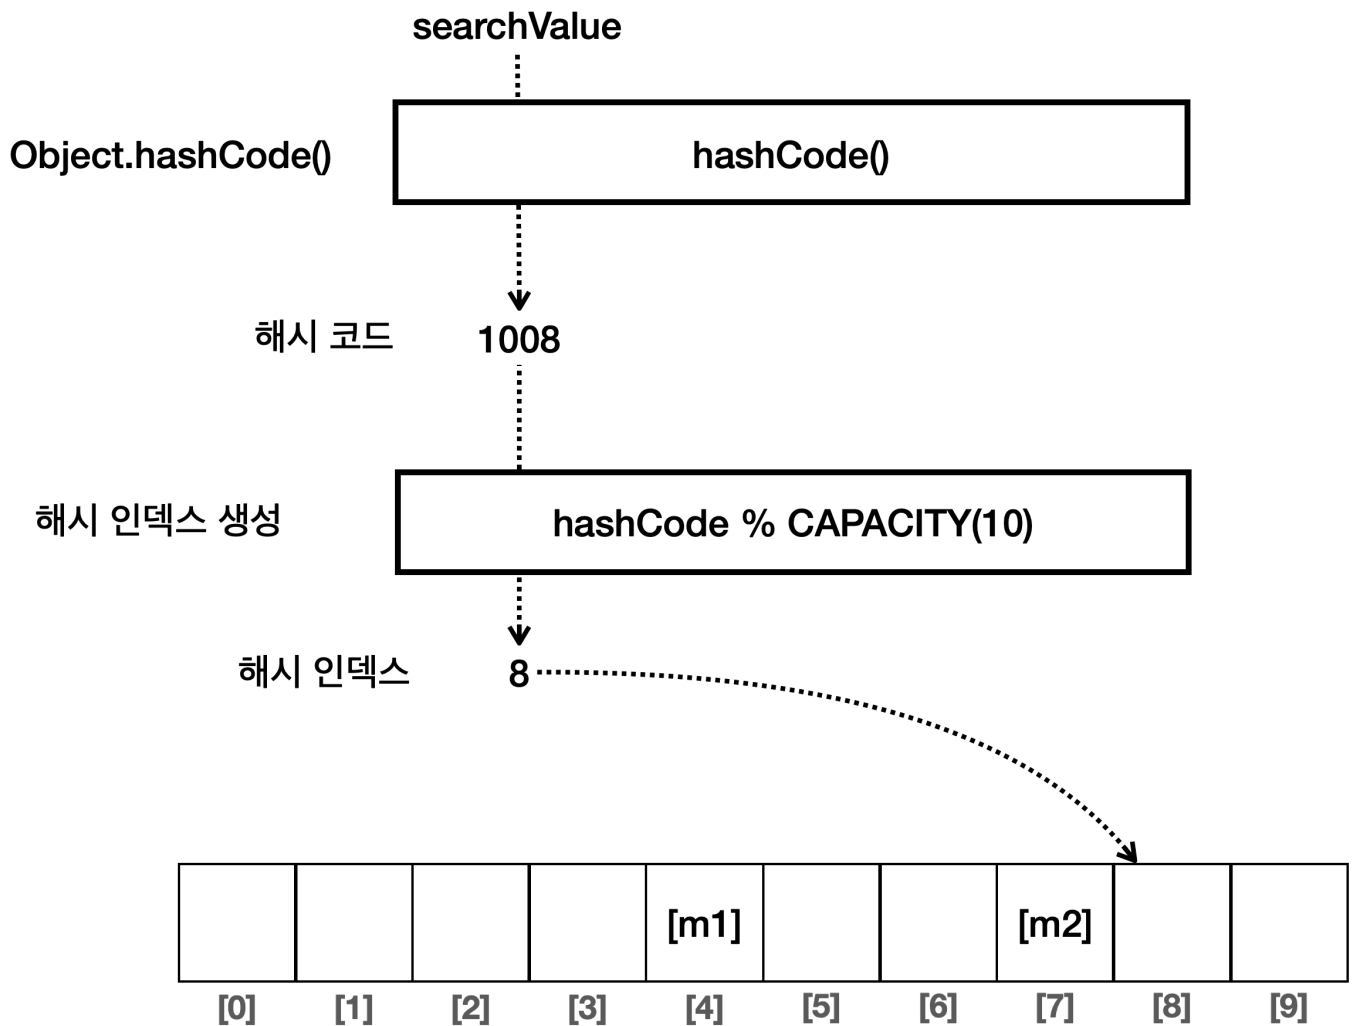 searchValue
Object.hashCode()
hashCode()
해시 코드
1008
해시 인덱스 생성
hashCode % CAPACITY(10)
해시 인덱스
8
[m1]
[m2]
[0]
[1]
[2]
[3]
[4]
[5]
[6]
[7]
[8]
[9]